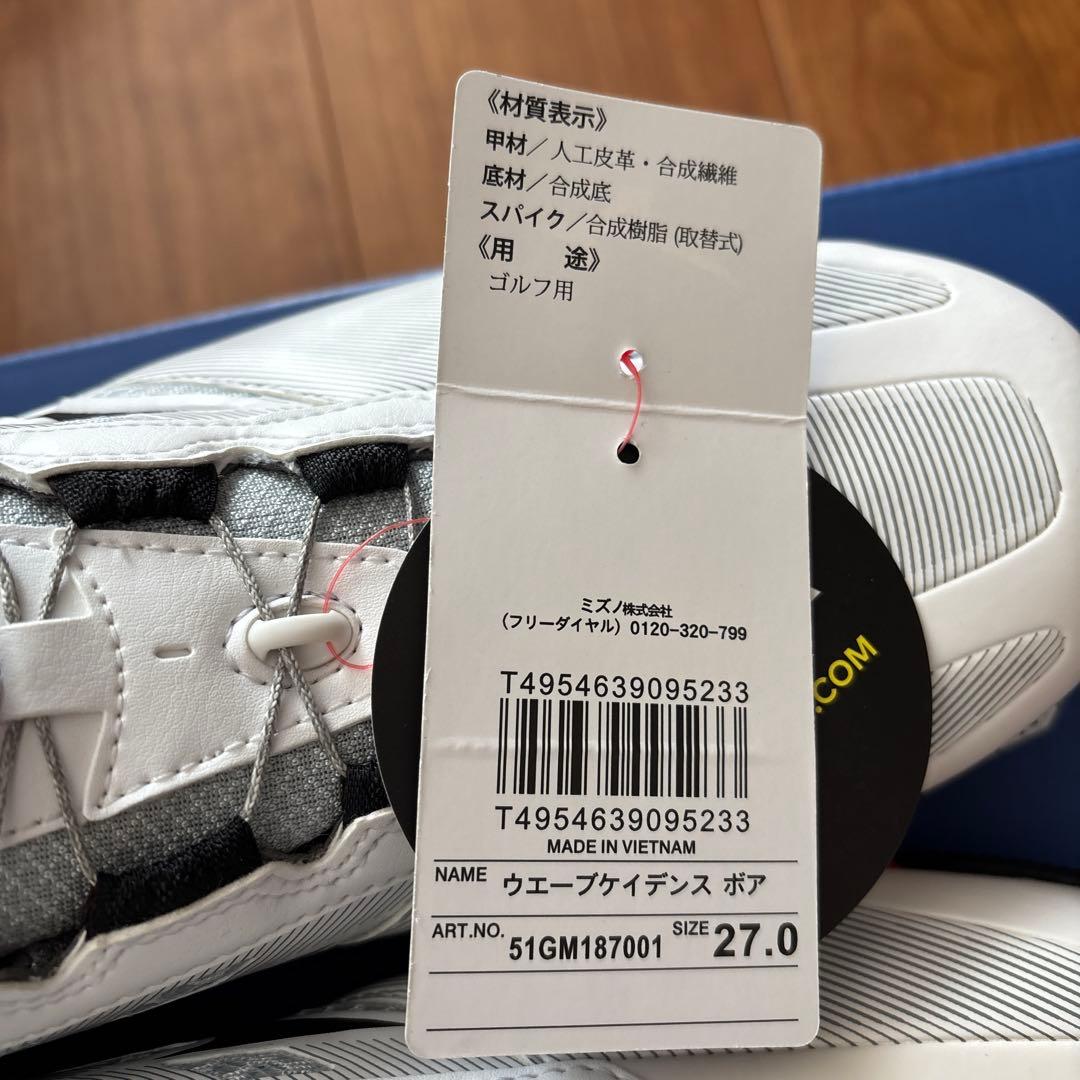 《材質表示》
甲材／人工皮革・合成繊維
底材／合成底
スパイク／合成樹脂(取替式)
《用 途》
ゴルフ用
ミズノ株式会社
(フリーダイヤル) 0120-320-799
T4954639095233
T4954639095233
MADE IN VIETNAM
NAME ウエーブケイデンス ボア
ART.NO. 51GM187001 SIZE 27.0
.COM